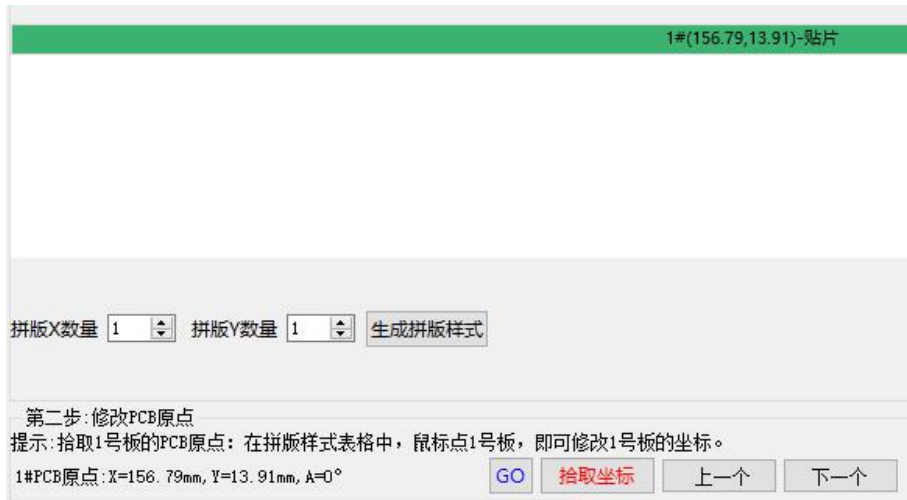 1#(156.79,13.91)-贴片
拼版X数量 1 拼版Y数量 1 生成拼版样式
第二步:修改PCB原点
提示:拾取1号板的PCB原点：在拼版样式表格中，鼠标点1号板，即可修改1号板的坐标。
1#PCB原点:X=156.79mm,Y=13.91mm,A=0° GO 拾取坐标 上一个 下一个